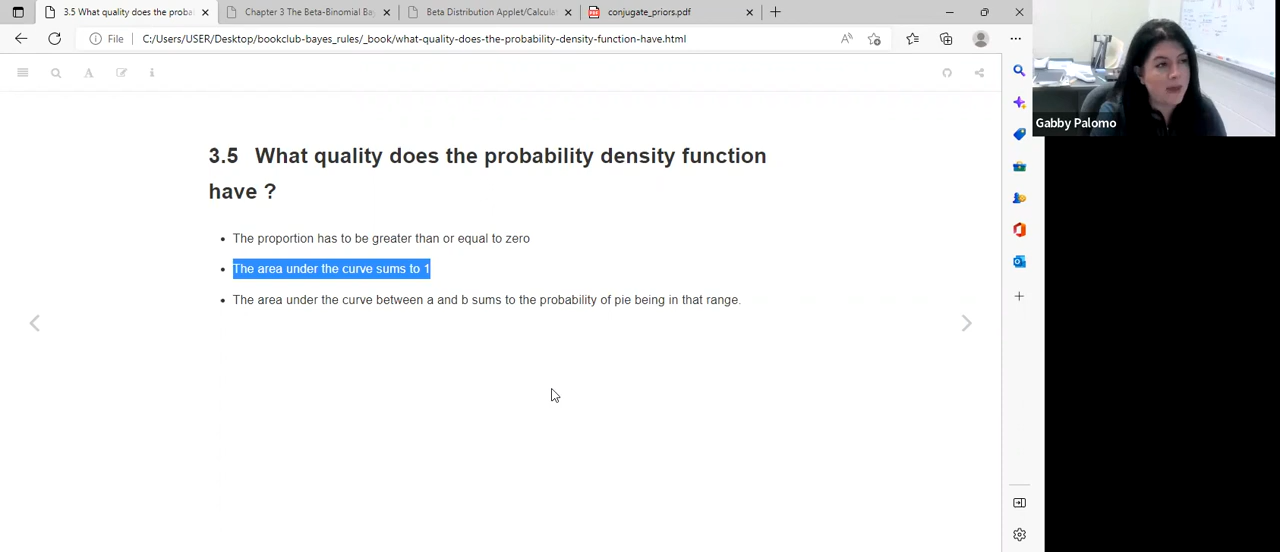 3.5 What quality does the proba
Chapter 3 The Beta-Binomial Ba
Beta Distribution Applet/Calcula
conjugate_priors.pdf
File
C:/Users/USER/Desktop/bookclub-bayes_rules/_book/what-quality-does-the-probability-density-function-have.html
Gabby Palomo
3.5 What quality does the probability density function
have ?
• The proportion has to be greater than or equal to zero
• The area under the curve sums to 1
• The area under the curve between a and b sums to the probability of pie being in that range.